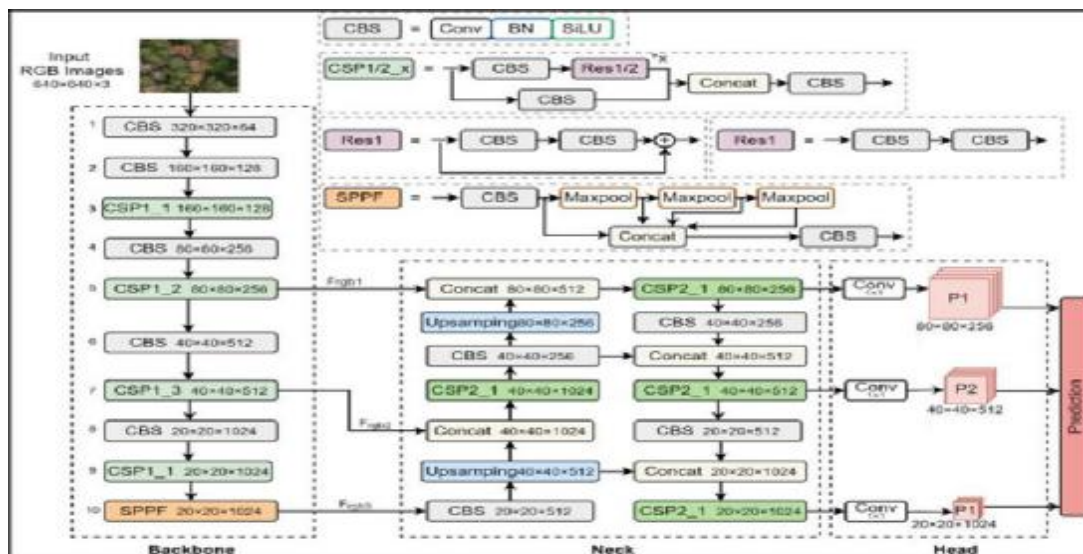 Input
RGB Images
640×640×3
CBS = Conv BN SiLU
CSP1/2_x = CBS Res1/2 *x
CBS
Concat CBS
Res1 = CBS CBS
Res1 = CBS CBS
SPPF = CBS Maxpool Maxpool Maxpool
Concat CBS
1 CBS 320×320×64
2 CBS 160×160×128
3 CSP1_1 160×160×128
4 CBS 80×80×256
5 CSP1_2 80×80×256
6 CBS 40×40×512
7 CSP1_3 40×40×512
8 CBS 20×20×1024
9 CSP1_1 20×20×1024
10 SPPF 20×20×1024
Backbone
Frgb1
Frgb2
Frgb3
Concat 80×80×512
Upsamping80×80×256
CBS 40×40×256
CSP2_1 40×40×1024
Concat 40×40×1024
Upsamping40×40×512
CBS 20×20×512
CSP2_1 80×80×256
CBS 40×40×256
Concat 40×40×512
CSP2_1 40×40×512
CBS 20×20×512
Concat 20×20×1024
CSP2_1 20×20×1024
Neck
Conv
P1
80×80×256
Conv
P2
40×40×512
Conv
P1
20×20×1024
Head
Prediction